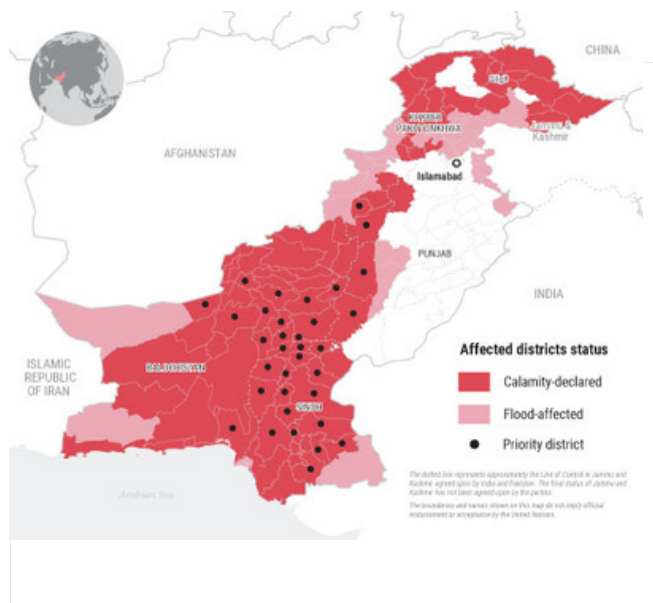 CHINA
Gilgit
KHYBER
PAKHTUNKHWA
Jammu &
Kashmir
AFGHANISTAN
Islamabad
PUNJAB
INDIA
ISLAMIC
REPUBLIC
OF IRAN
BALOCHISTAN
SINDH
Arabian Sea
Affected districts status
Calamity-declared
Flood-affected
Priority district
The dotted line represents approximately the Line of Control in Jammu and
Kashmir agreed upon by India and Pakistan. The final status of Jammu and
Kashmir has not been agreed upon by the parties.
The boundaries and names shown on this map do not imply official
endorsement or acceptance by the United Nations.